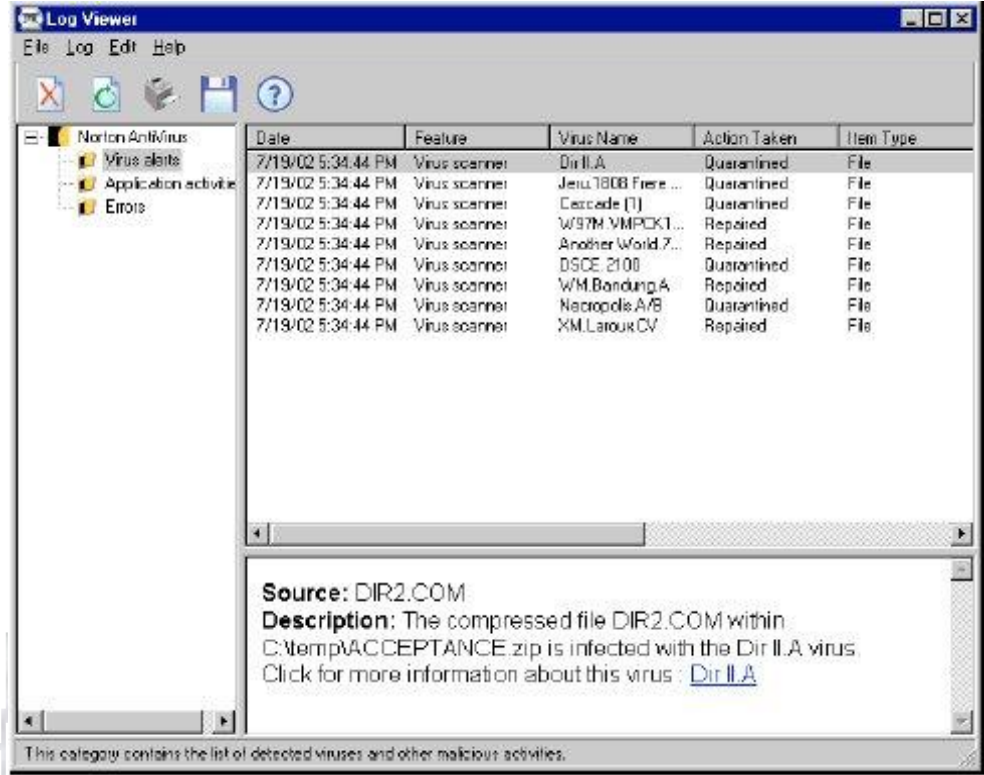 Log Viewer
File Log Edit Help
Norton AntiVirus
Virus alerts
Application activitie
Errors
Date Feature Virus Name Action Taken Item Type
7/19/02 5:34:44 PM Virus scanner Dir II.A Quarantined File
7/19/02 5:34:44 PM Virus scanner Jeru.1808 Frere ... Quarantined File
7/19/02 5:34:44 PM Virus scanner Cascade (1) Quarantined File
7/19/02 5:34:44 PM Virus scanner W97M.VMPCK1... Repaired File
7/19/02 5:34:44 PM Virus scanner Another World.7... Repaired File
7/19/02 5:34:44 PM Virus scanner DSCE.2100 Quarantined File
7/19/02 5:34:44 PM Virus scanner WM.Bandung.A Repaired File
7/19/02 5:34:44 PM Virus scanner Necropolis.A/B Quarantined File
7/19/02 5:34:44 PM Virus scanner XM.Laroux.CV Repaired File
Source: DIR2.COM
Description: The compressed file DIR2.COM within
C:\temp\ACCEPTANCE.zip is infected with the Dir II.A virus.
Click for more information about this virus : Dir II.A
This category contains the list of detected viruses and other malicious activities.